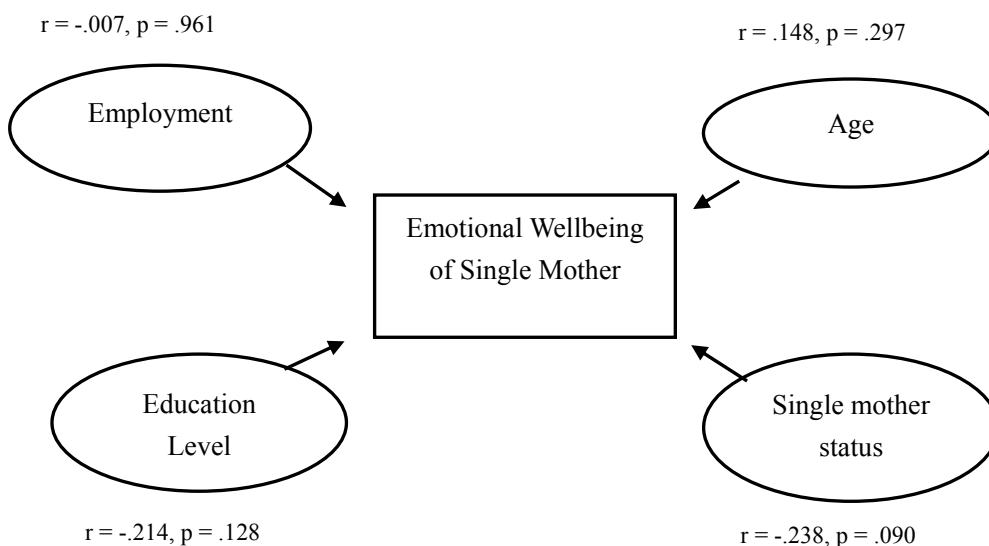 r = -.007, p = .961
r = .148, p = .297
Employment
Age
Emotional Wellbeing
of Single Mother
Education
Level
Single mother
status
r = -.214, p = .128
r = -.238, p = .090